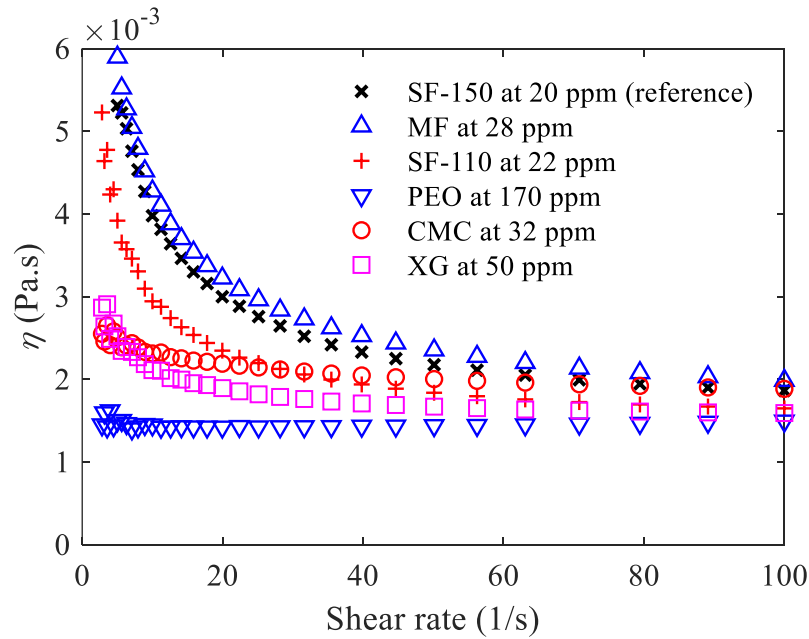 ×10⁻³
6
5
4
3
2
1
0
η (Pa.s)
SF-150 at 20 ppm (reference)
MF at 28 ppm
SF-110 at 22 ppm
PEO at 170 ppm
CMC at 32 ppm
XG at 50 ppm
0 20 40 60 80 100
Shear rate (1/s)